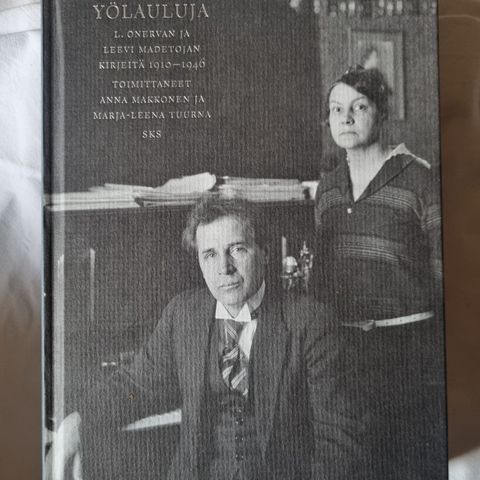 YÖLAULUJA
L. ONERVAN JA
LEEVI MADETOJAN
KIRJEITÄ 1910–1946
TOIMITTANEET
ANNA MAKKONEN JA
MARJA-LEENA TUURNA
SKS